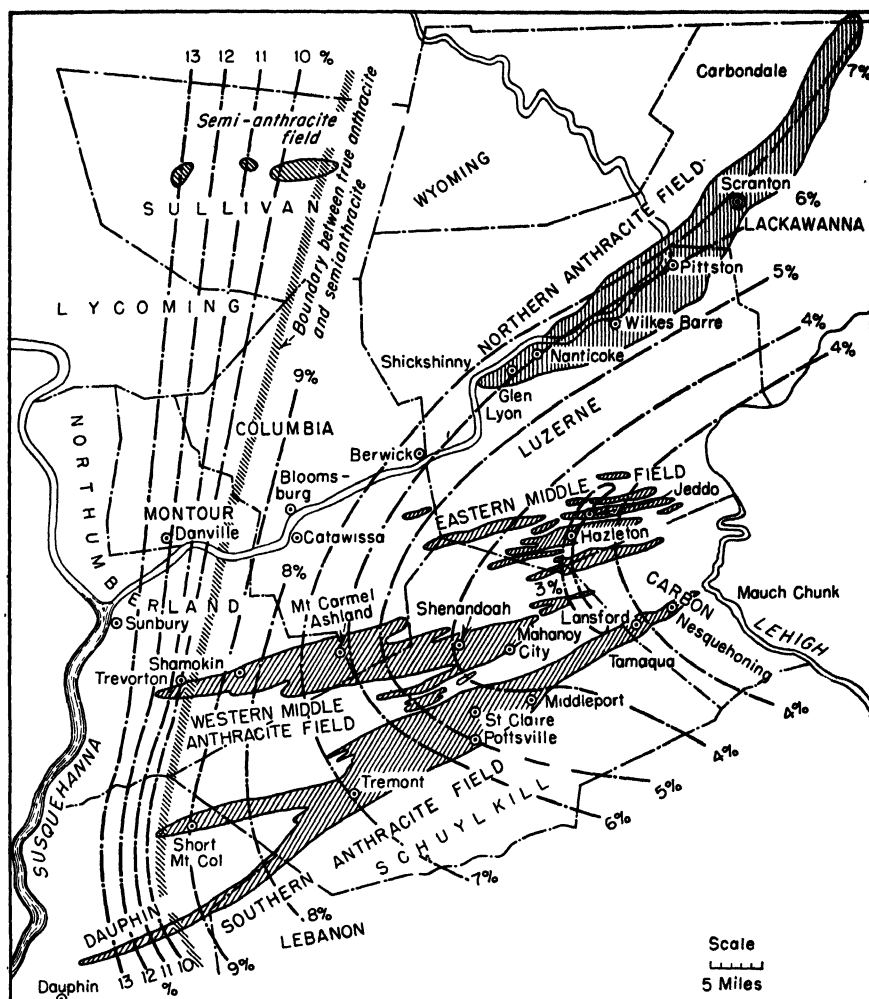 13 12 11 10 %
Carbondale
7%
Semi-anthracite
field
Boundary between true anthracite
and semianthracite
WYOMING
NORTHERN ANTHRACITE FIELD
Scranton
6%
LACKAWANNA
SULLIVAN
Pittston
5%
LYCOMING
Wilkes Barre
4%
4%
Shickshinny
Nanticoke
Glen
Lyon
9%
COLUMBIA
LUZERNE
NORTHUMBERLAND
Berwick
Blooms-
burg
EASTERN MIDDLE FIELD
Jeddo
MONTOUR
Danville
Catawissa
Hazleton
8%
3%
CARBON
Mauch Chunk
LEHIGH
Mt Carmel
Ashland
Shenandoah
Lansford
Nesquehoning
Sunbury
Mahanoy
City
Tamaqua
Shamokin
Trevorton
WESTERN MIDDLE
ANTHRACITE FIELD
Middleport
4%
St Claire
Pottsville
4%
SUSQUEHANNA
Tremont
5%
SOUTHERN ANTHRACITE FIELD
SCHUYLKILL
6%
Short
Mt. Col
7%
DAUPHIN
8%
LEBANON
9%
13 12 11 10
%
Dauphin
Scale
5 Miles